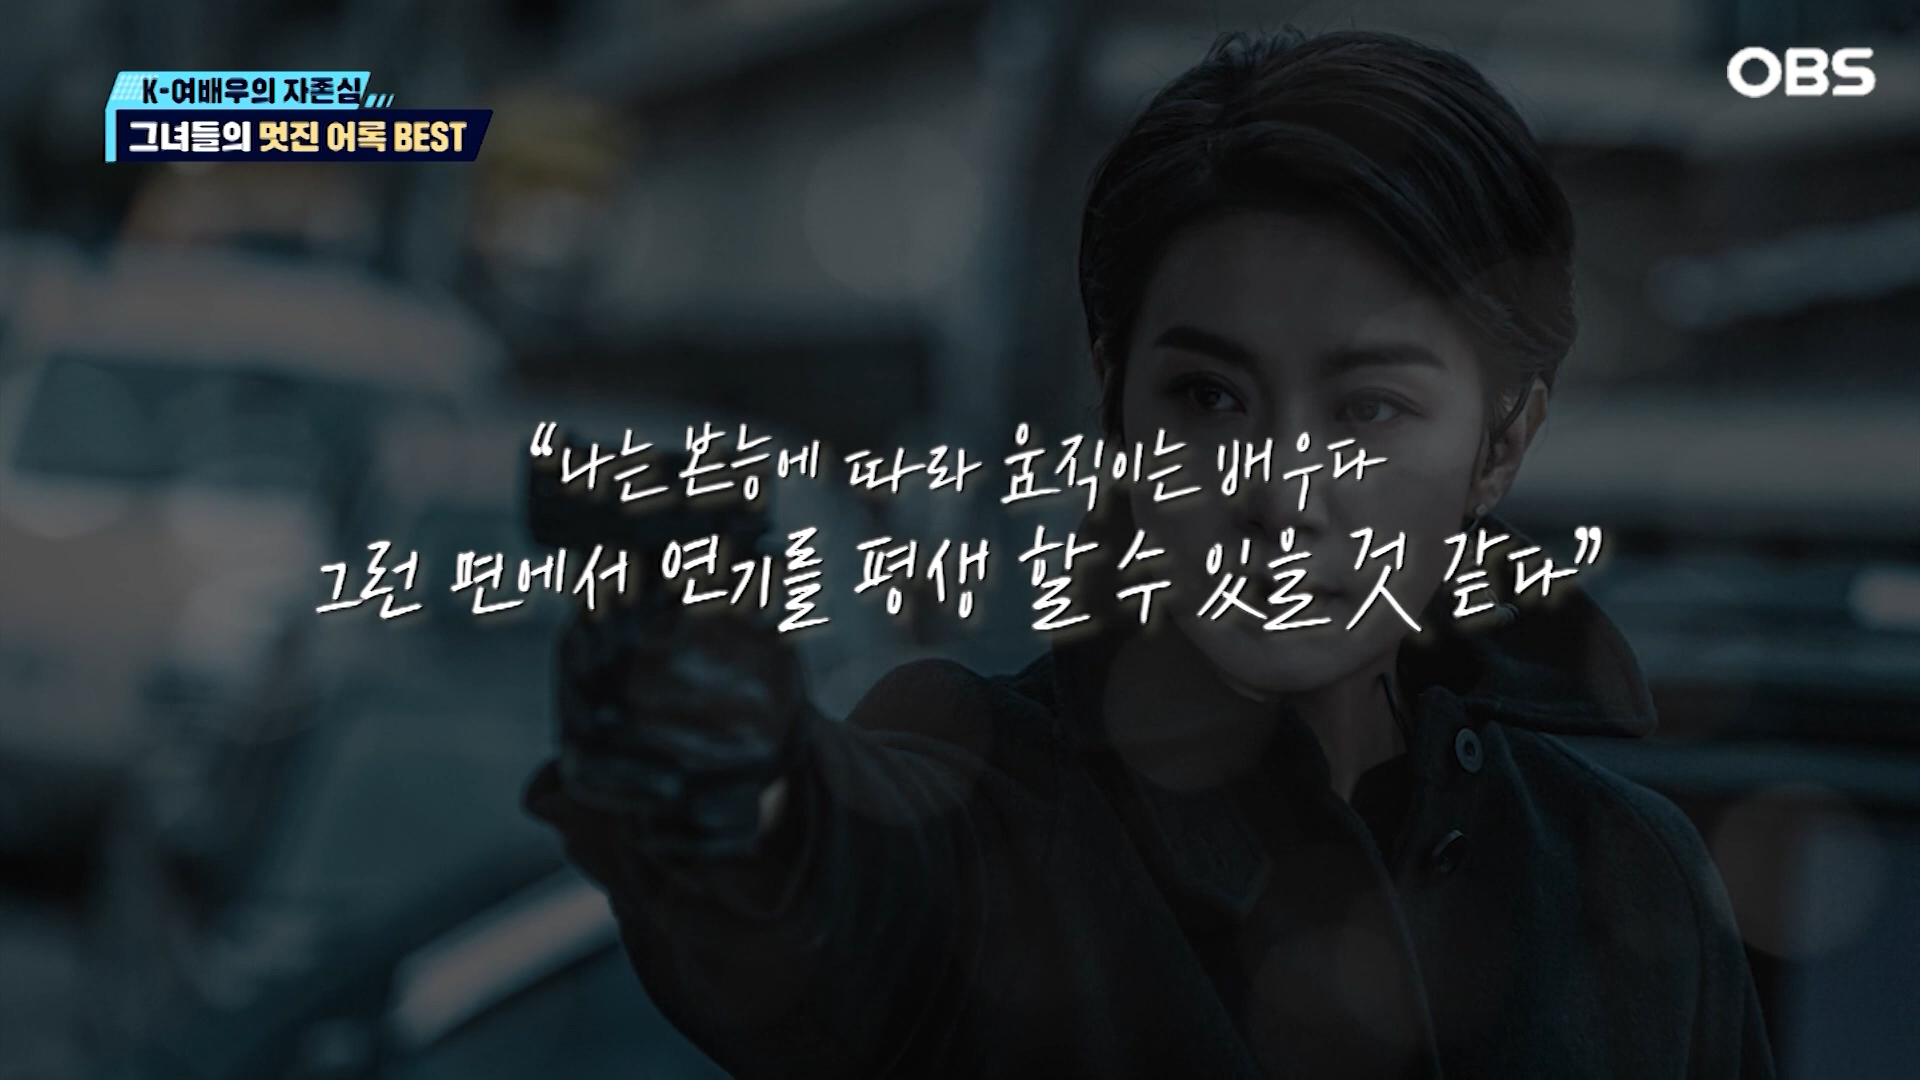 K-여배우의 자존심
그녀들의 멋진 어록 BEST
OBS
“나는 본능에 따라 움직이는 배우다
그런 면에서 연기를 평생 할 수 있을 것 같다”